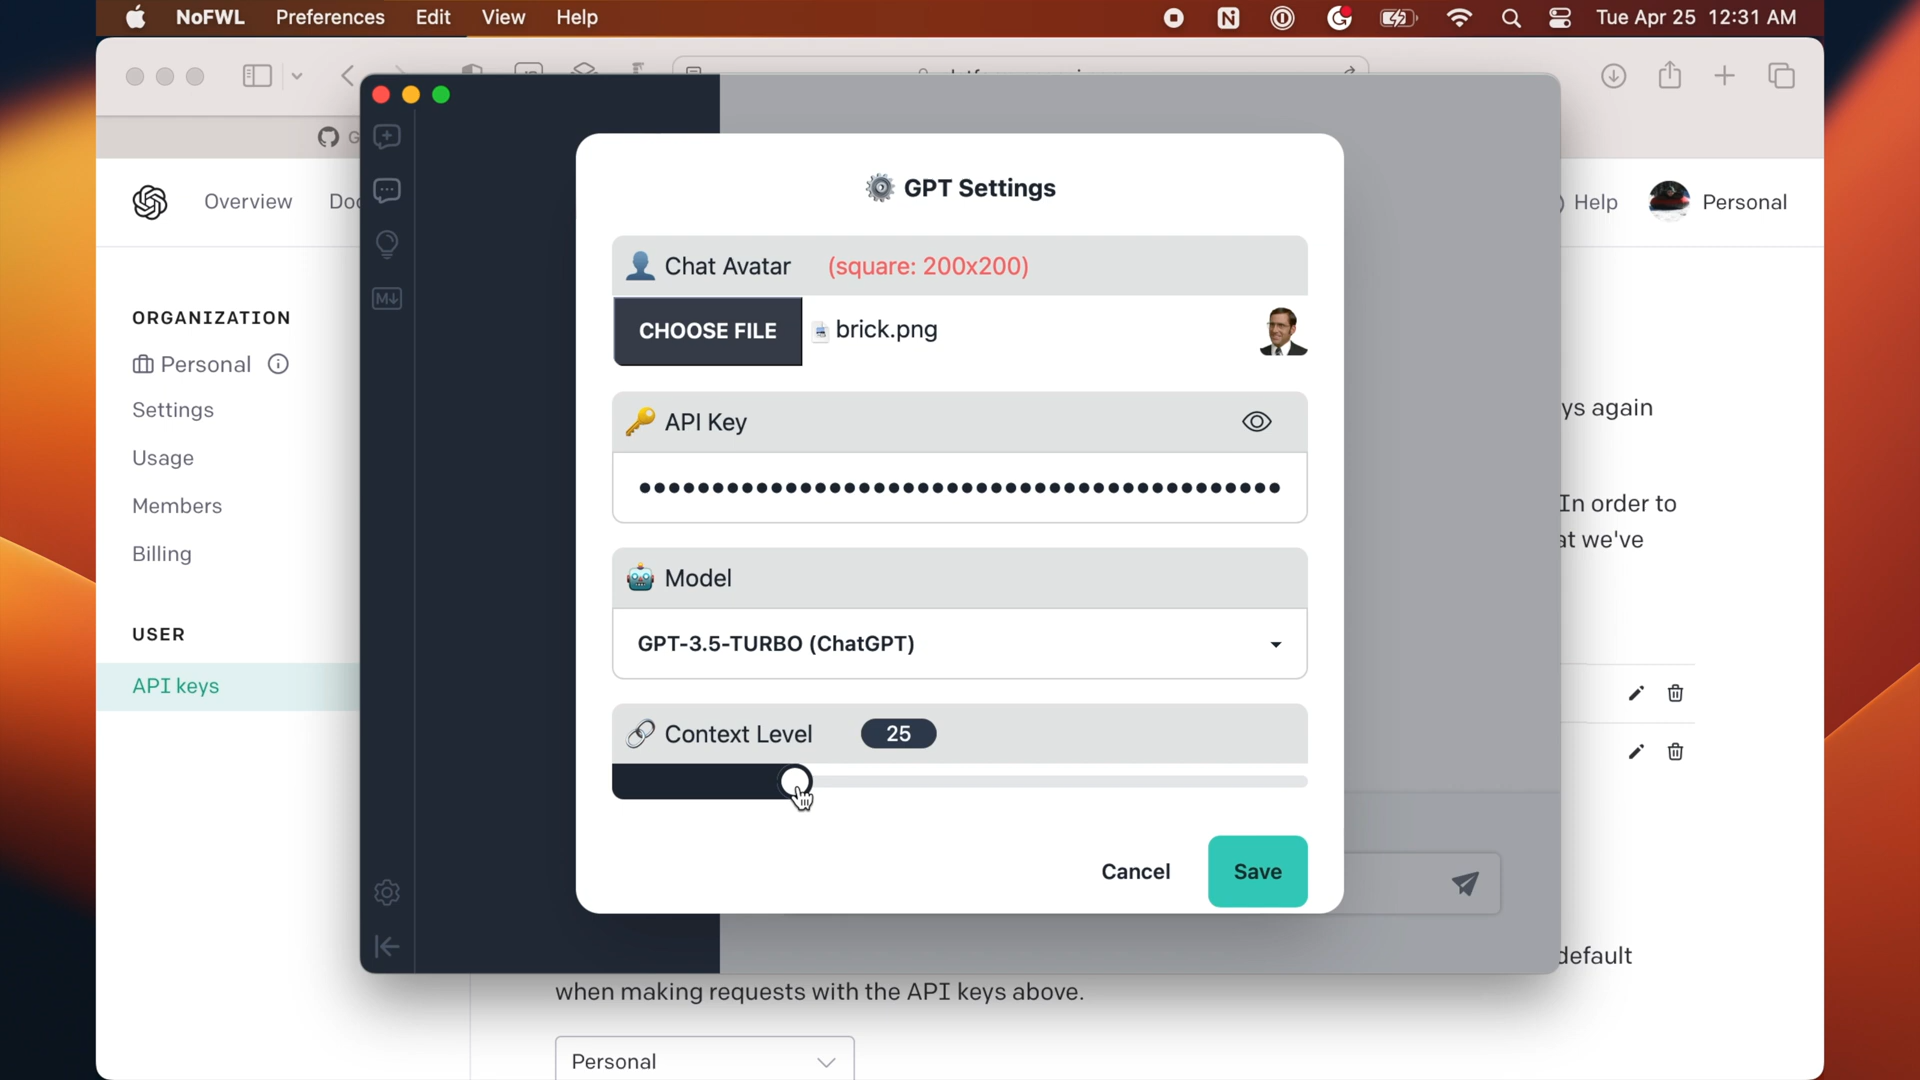 NoFWL Preferences Edit View Help
Tue Apr 25 12:31 AM
Overview
Help
Personal
ORGANIZATION
Personal
Settings
Usage
Members
Billing
USER
API keys
M↓
⚙️ GPT Settings
Chat Avatar (square: 200x200)
CHOOSE FILE brick.png
API Key
••••••••••••••••••••••••••••••••••••••••••••
Model
GPT-3.5-TURBO (ChatGPT)
Context Level 25
Cancel
Save
ys again
In order to
at we've
default
when making requests with the API keys above.
Personal